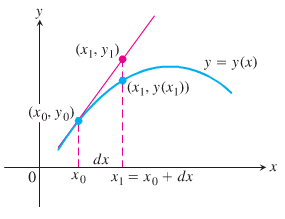 y
(x₁, y₁)
y = y(x)
(x₁, y(x₁))
(x₀, y₀)
dx
x
0
x₀
x₁ = x₀ + dx